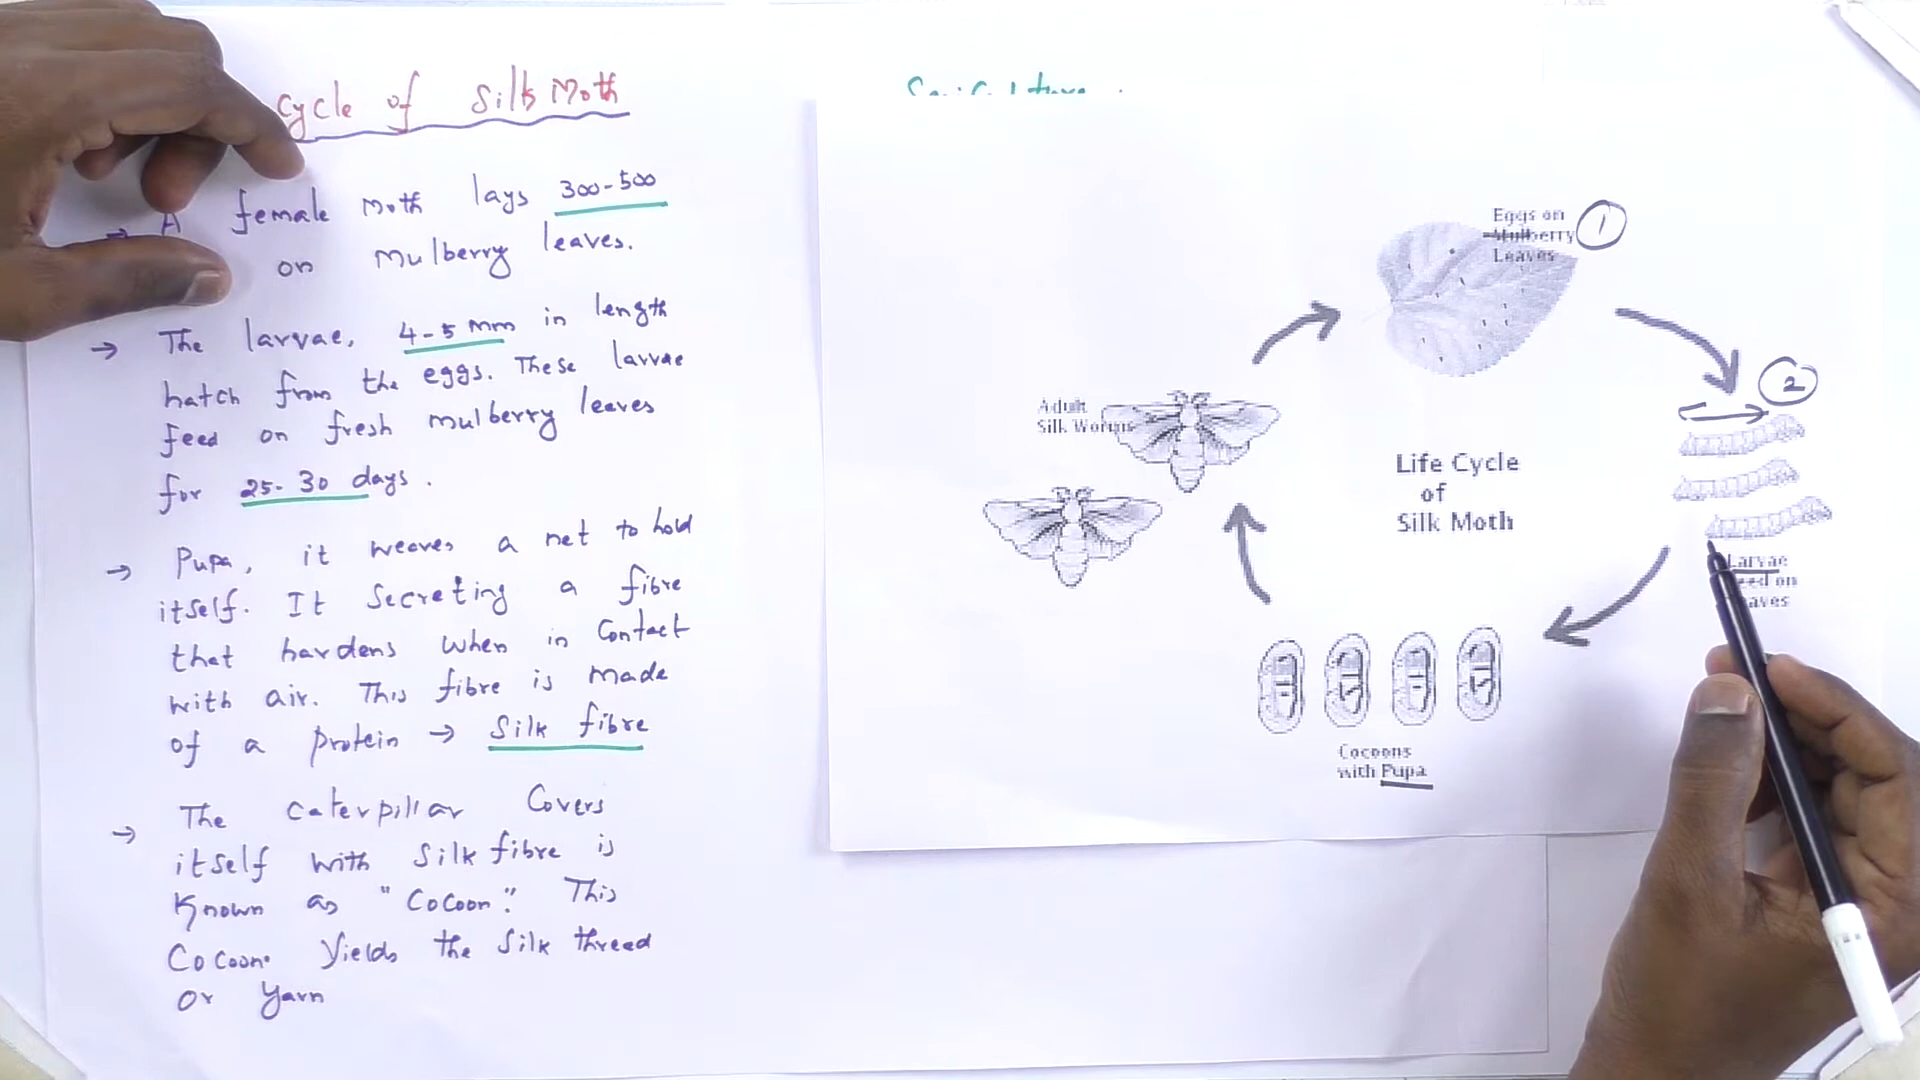 Cycle of Silk Moth
→ A female Moth lays 300-500
on Mulberry leaves.
→ The larvae, 4-5 mm in length
hatch from the eggs. These larvae
feed on fresh mulberry leaves
for 25-30 days.
→ Pupa, it weaves a net to hold
itself. It Secreting a fibre
that hardens when in Contact
with air. This fibre is made
of a protein → Silk fibre
→ The caterpillar Covers
itself with Silk fibre is
known as "Cocoon". This
Cocoon Yields the Silk thread
or Yarn
Eggs on
Mulberry
Leaves
1
2
Larvae
on
Adult
Silk Worms
Life Cycle
of
Silk Moth
Cocoons
with Pupa